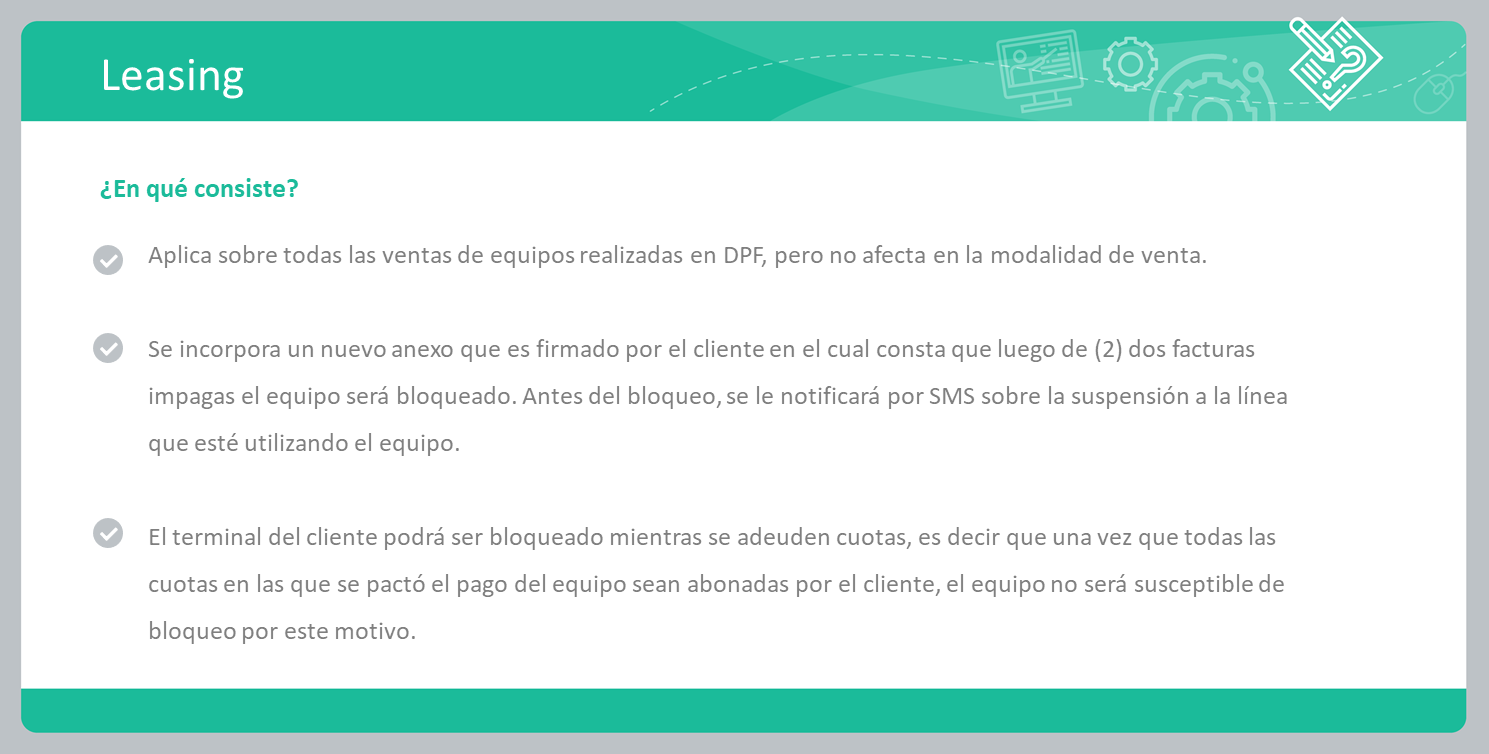 Leasing
¿En qué consiste?
Aplica sobre todas las ventas de equipos realizadas en DPF, pero no afecta en la modalidad de venta.
Se incorpora un nuevo anexo que es firmado por el cliente en el cual consta que luego de (2) dos facturas
impagas el equipo será bloqueado. Antes del bloqueo, se le notificará por SMS sobre la suspensión a la línea
que esté utilizando el equipo.
El terminal del cliente podrá ser bloqueado mientras se adeuden cuotas, es decir que una vez que todas las
cuotas en las que se pactó el pago del equipo sean abonadas por el cliente, el equipo no será susceptible de
bloqueo por este motivo.